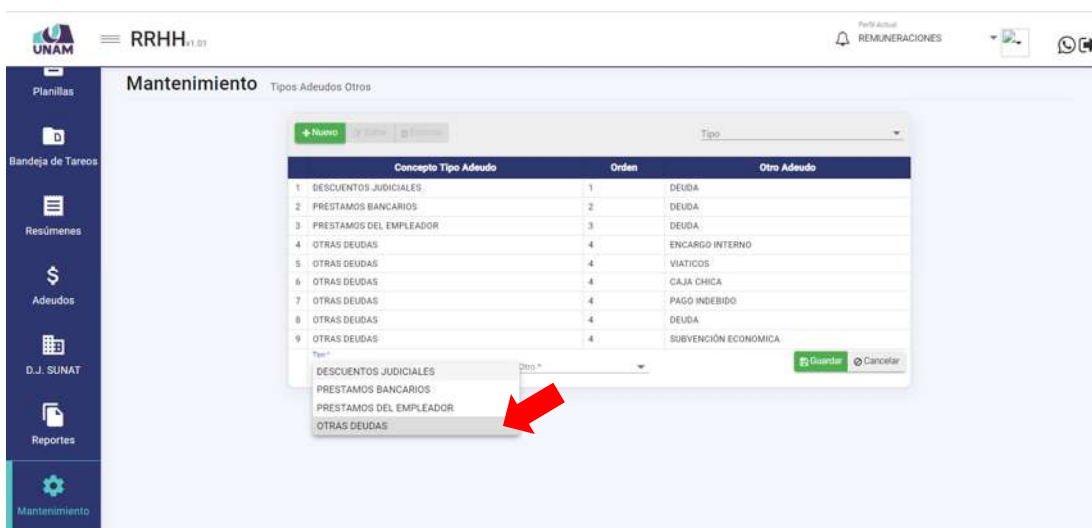 UNAM
RRHH v1.01
Perfil Actual
REMUNERACIONES
Planillas
Bandeja de Tareos
Resúmenes
Adeudos
D.J. SUNAT
Reportes
Mantenimiento
Mantenimiento Tipos Adeudos Otros
+ Nuevo
Tipo
Concepto Tipo Adeudo Orden Otro Adeudo
1 DESCUENTOS JUDICIALES 1 DEUDA
2 PRESTAMOS BANCARIOS 2 DEUDA
3 PRESTAMOS DEL EMPLEADOR 3 DEUDA
4 OTRAS DEUDAS 4 ENCARGO INTERNO
5 OTRAS DEUDAS 4 VIATICOS
6 OTRAS DEUDAS 4 CAJA CHICA
7 OTRAS DEUDAS 4 PAGO INDEBIDO
8 OTRAS DEUDAS 4 DEUDA
9 OTRAS DEUDAS 4 SUBVENCIÓN ECONOMICA
Tipo *
Otro *
Guardar Cancelar
DESCUENTOS JUDICIALES
PRESTAMOS BANCARIOS
PRESTAMOS DEL EMPLEADOR
OTRAS DEUDAS